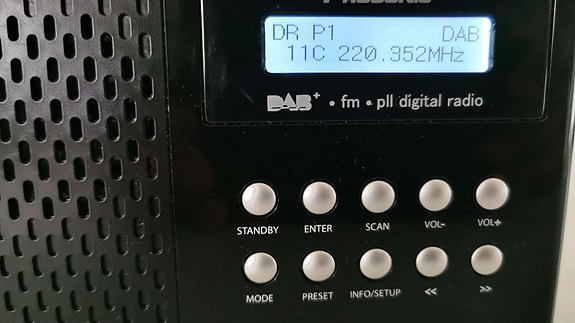 DR P1 DAB
11C 220.352MHz
DAB+ • fm • pll digital radio
STANDBY ENTER SCAN VOL- VOL+
MODE PRESET INFO/SETUP << >>